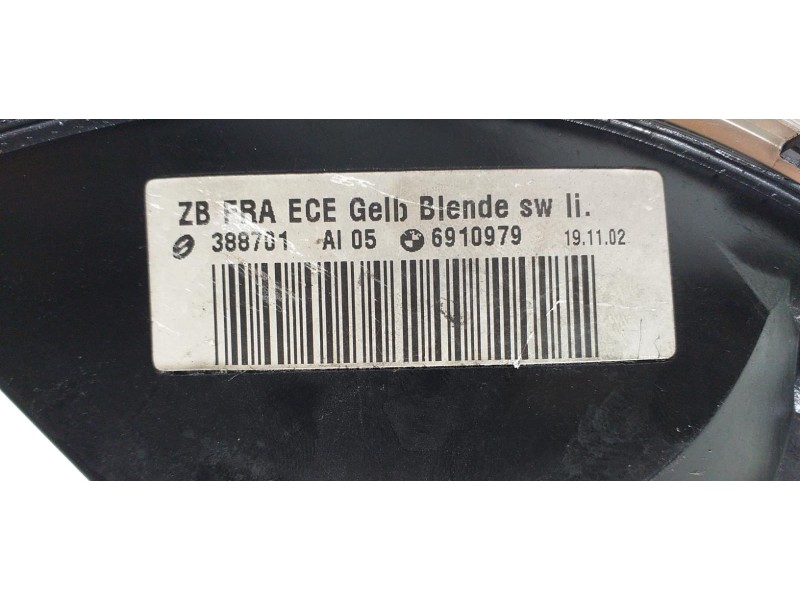 ZB FRA ECE Gelb Blende sw li.
388701 AI 05 6910979 19.11.02